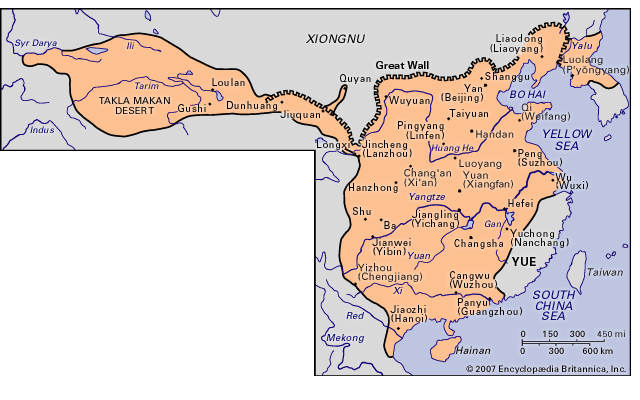 XIONGNU
Liaodong
(Liaoyang)
Yalu
Syr Darya
Ili
Great Wall
Luolang
(P'yŏngyang)
Quyan
Shanggu
Loulan
Tarim
Yan
(Beijing)
BO HAI
TAKLA MAKAN
DESERT
Gushi
Dunhuang
Jiuquan
Wuyuan
Qi
(Weifang)
Taiyuan
Pingyang
(Linfen)
Handan
YELLOW
SEA
Indus
Longxi
Jincheng
(Lanzhou)
Huang He
Peng
(Suzhou)
Luoyang
Chang'an
(Xi'an)
Yuan
(Xiangfan)
Wu
(Wuxi)
Hanzhong
Yangtze
Hefei
Shu
Ba
Jiangling
(Yichang)
Gan
Jianwei
(Yibin)
Changsha
Yuchong
(Nanchang)
Yuan
YUE
Yizhou
(Chengjiang)
Cangwu
(Wuzhou)
Taiwan
Xi
Panyu
(Guangzhou)
SOUTH
CHINA
SEA
Jiaozhi
(Hanoi)
Red
Mekong
Hainan
0 150 300 450 mi
0 300 600 km
© 2007 Encyclopædia Britannica, Inc.